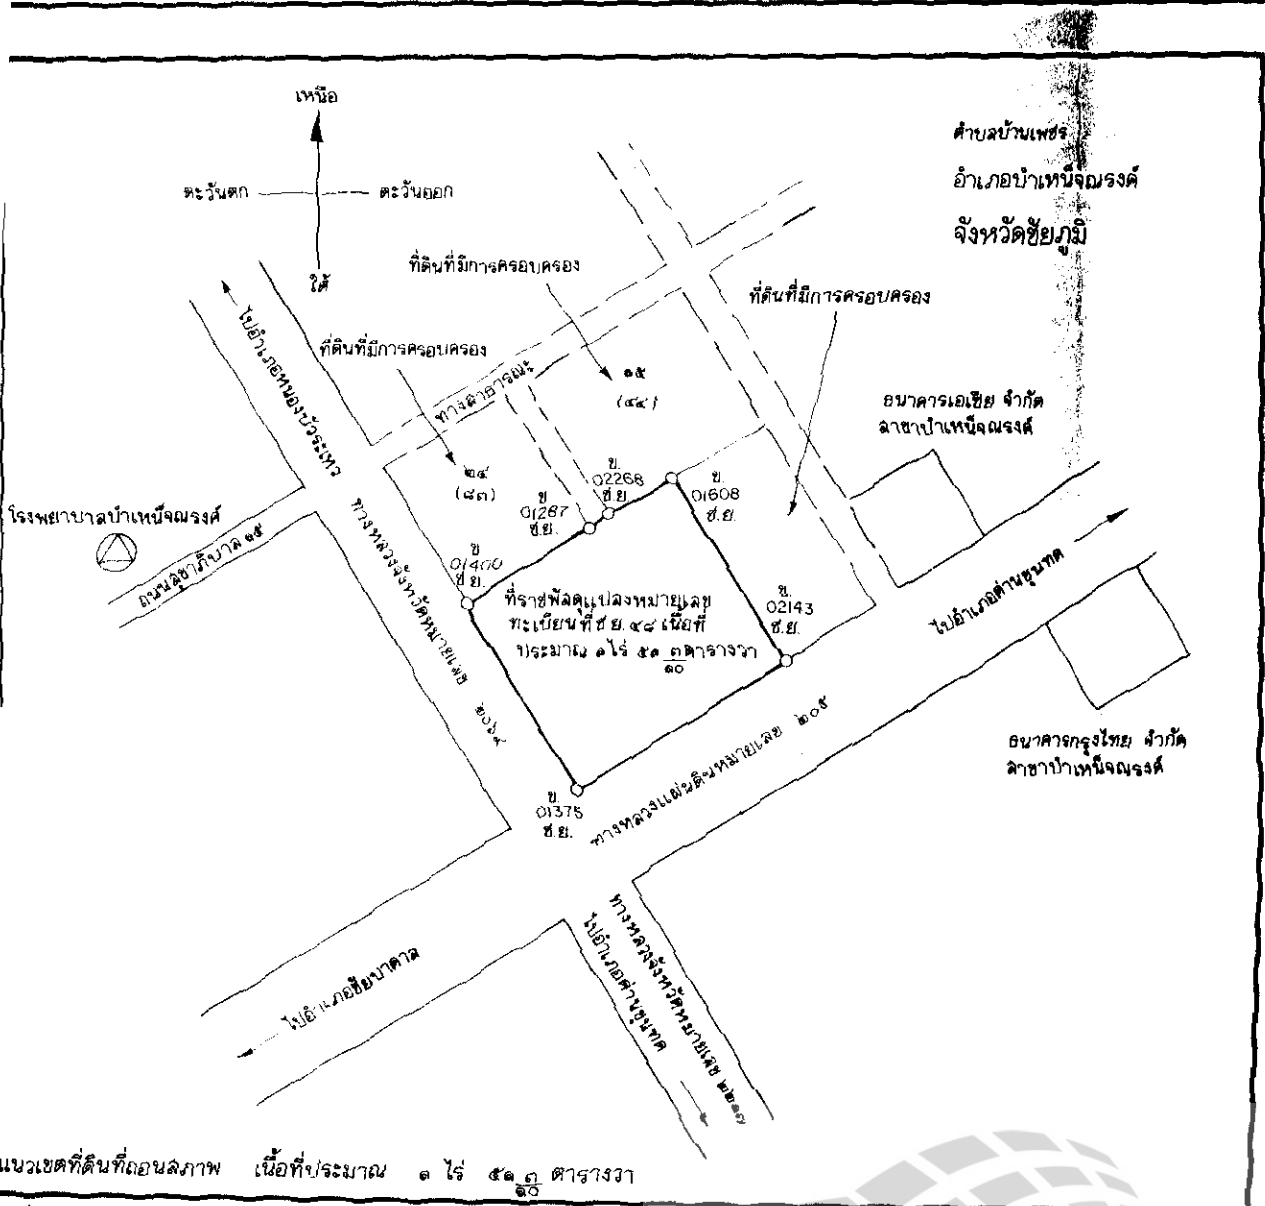 เหนือ
ตะวันตก
ตะวันออก
ใต้
ตำบลบ้านเพชร
อำเภอบำเหน็จณรงค์
จังหวัดชัยภูมิ
ที่ดินที่มีการครอบครอง
ที่ดินที่มีการครอบครอง
ที่ดินที่มีการครอบครอง
ไปอำเภอหนองบัวระเหว
ทางสาธารณะ
๑๕
(๔๔)
๒๔
(๘๓)
ธนาคารเอเชีย จำกัด
สาขาบำเหน็จณรงค์
โรงพยาบาลบำเหน็จณรงค์
ถนนสุขาภิบาล ๑๕
ข.
02268
ช.ย.
ข.
01608
ช.ย.
ข
01267
ช.ย.
ข
01400
ช.ย.
ข.
02143
ช.ย.
ข.
01375
ช.ย.
ที่ราชพัสดุแปลงหมายเลข
ทะเบียนที่ ช.ย. ๔๘ เนื้อที่
ประมาณ ๑ ไร่ ๕๑ ๓/๑๐ ตารางวา
ทางหลวงจังหวัดหมายเลข ๒๐๖๙
ทางหลวงแผ่นดินหมายเลข ๒๐๕
ไปอำเภอด่านขุนทด
ธนาคารกรุงไทย จำกัด
สาขาบำเหน็จณรงค์
ไปอำเภอชัยบาดาล
ทางหลวงจังหวัดหมายเลข ๒๒๑๗
ไปอำเภอด่านขุนทด
แนวเขตที่ดินที่ถอนสภาพ เนื้อที่ประมาณ ๑ ไร่ ๕๑ ๓/๑๐ ตารางวา